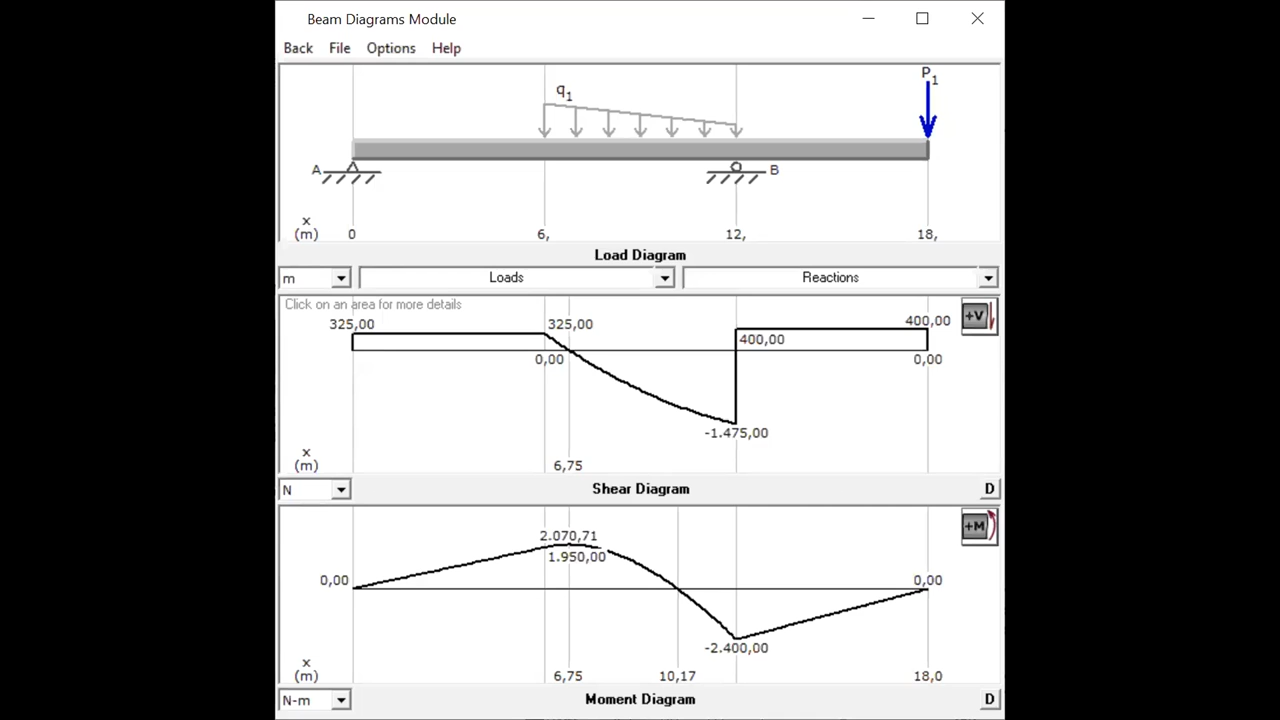 Beam Diagrams Module
Back File Options Help
P1
q1
A
B
x
(m) 0 6, 12, 18,
Load Diagram
m Loads Reactions
Click on an area for more details
+V
325,00 325,00 400,00
400,00
0,00 0,00
-1.475,00
x
(m) 6,75
N Shear Diagram D
+M
2.070,71
1.950,00
0,00 0,00
-2.400,00
x
(m) 6,75 10,17 18,0
N-m Moment Diagram D